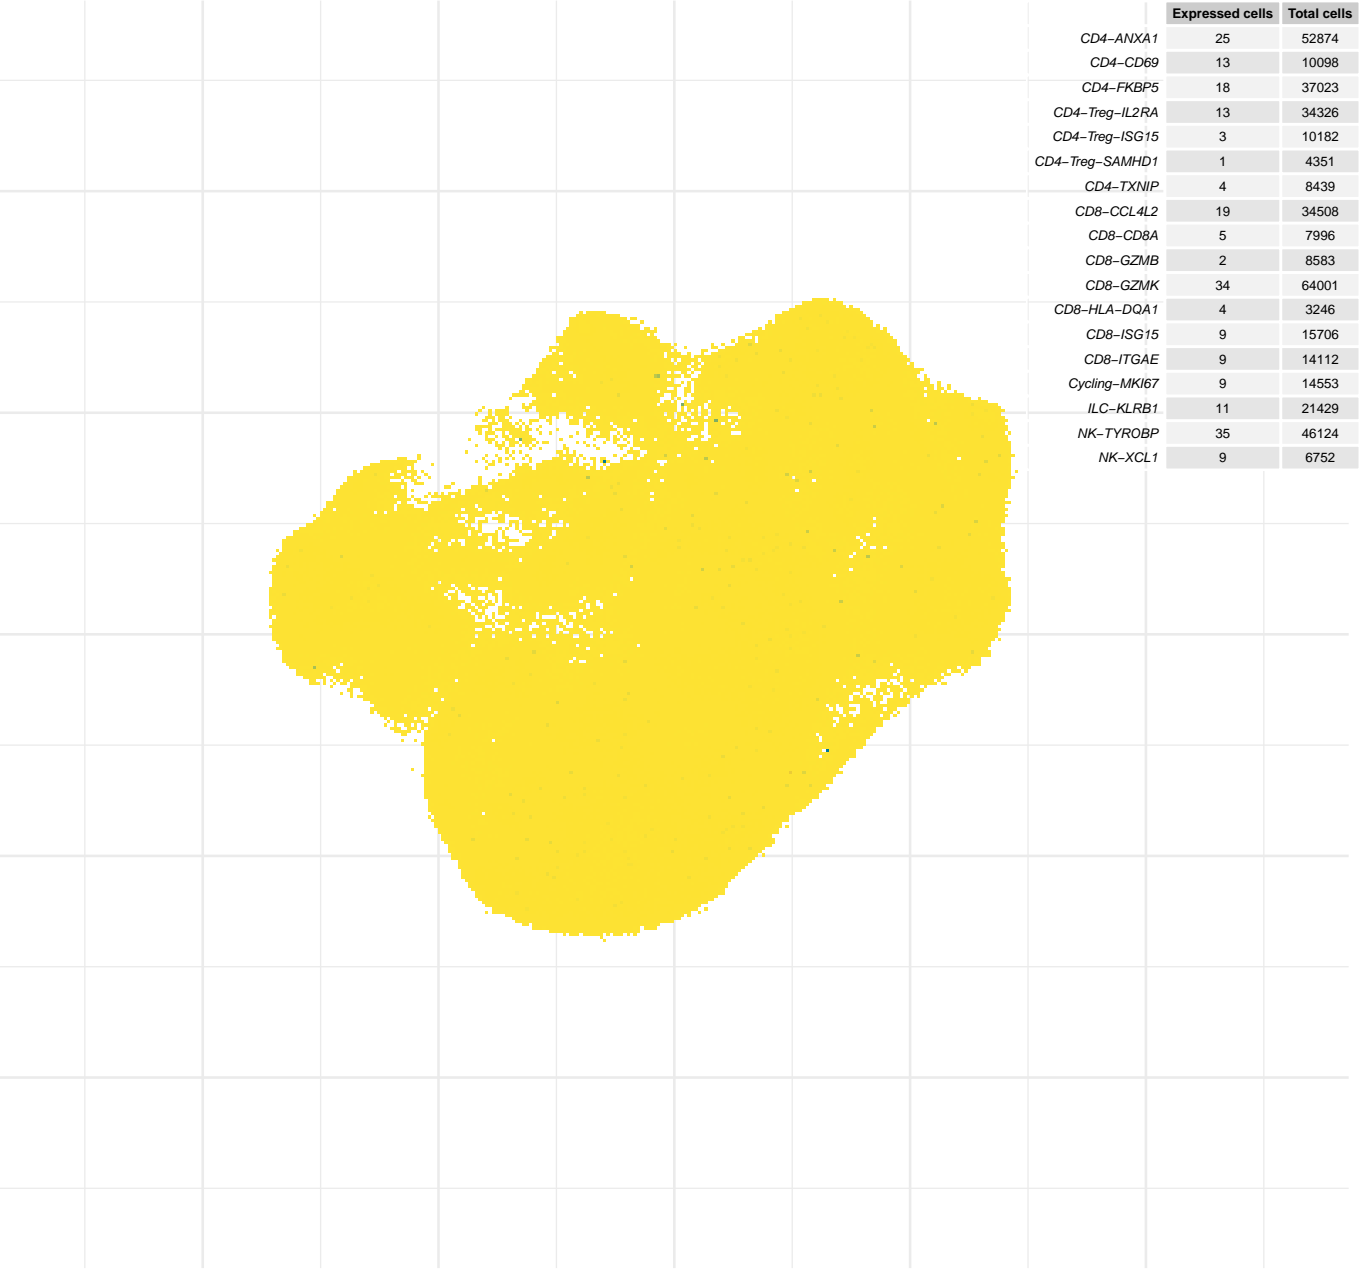 Expressed cells Total cells
CD4−ANXA1 25 52874
CD4−CD69 13 10098
CD4−FKBP5 18 37023
CD4−Treg−IL2RA 13 34326
CD4−Treg−ISG15 3 10182
CD4−Treg−SAMHD1 1 4351
CD4−TXNIP 4 8439
CD8−CCL4L2 19 34508
CD8−CD8A 5 7996
CD8−GZMB 2 8583
CD8−GZMK 34 64001
CD8−HLA−DQA1 4 3246
CD8−ISG15 9 15706
CD8−ITGAE 9 14112
Cycling−MKI67 9 14553
ILC−KLRB1 11 21429
NK−TYROBP 35 46124
NK−XCL1 9 6752